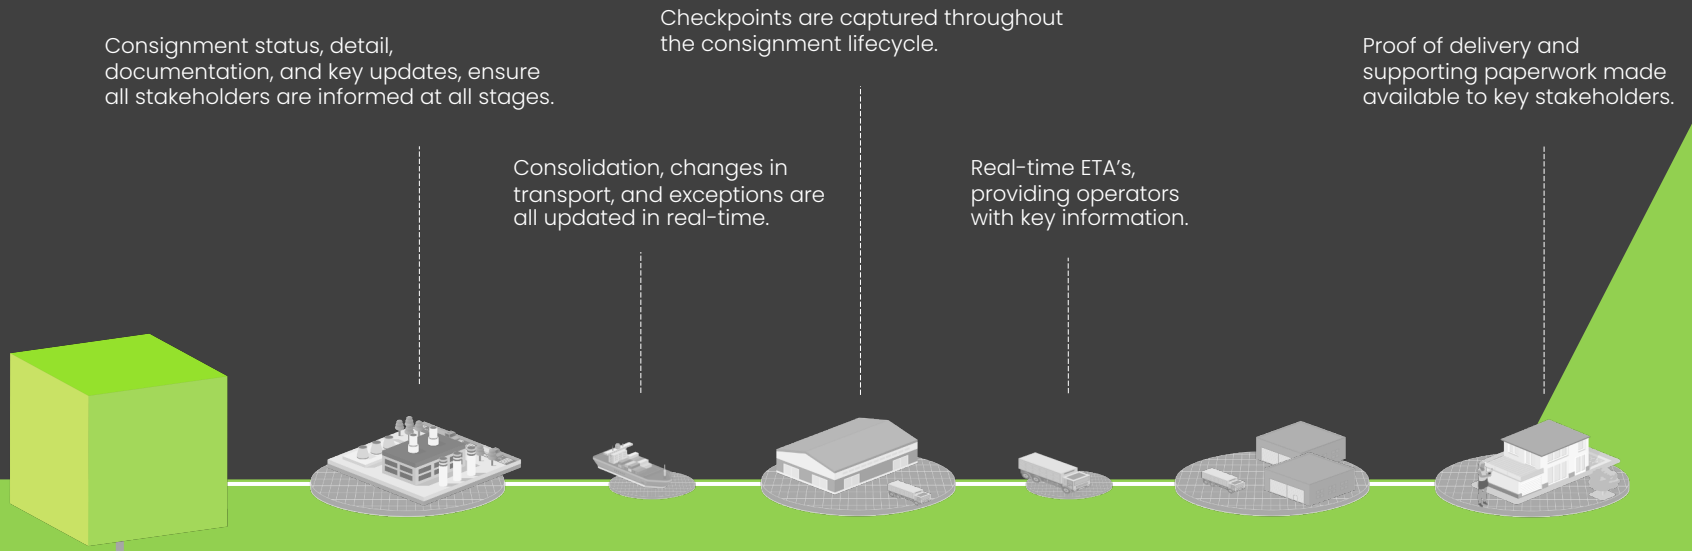 Consignment status, detail,
documentation, and key updates, ensure
all stakeholders are informed at all stages.
Consolidation, changes in
transport, and exceptions are
all updated in real-time.
Checkpoints are captured throughout
the consignment lifecycle.
Real-time ETA’s,
providing operators
with key information.
Proof of delivery and
supporting paperwork made
available to key stakeholders.